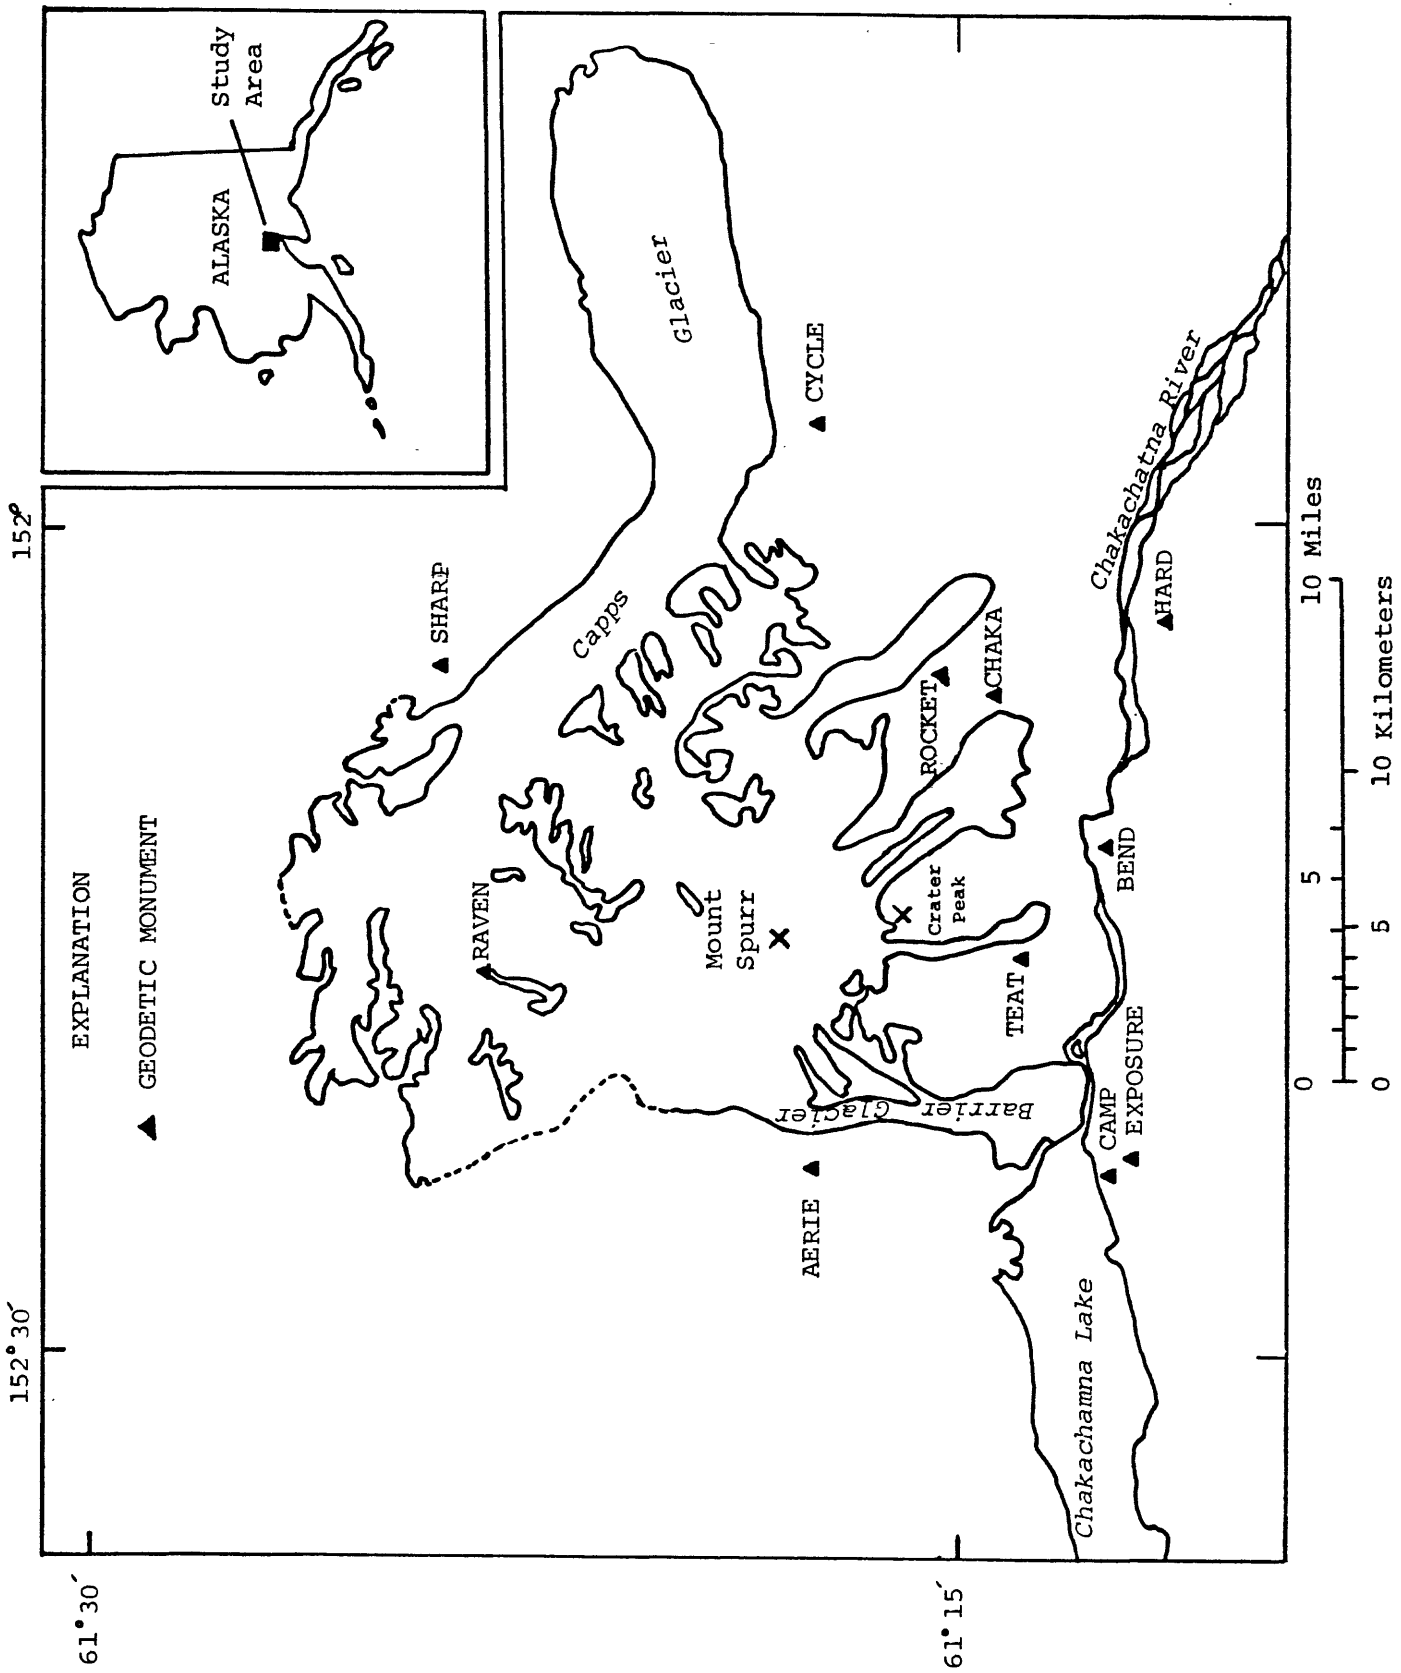 152° 30´
152°
61° 30´
61° 15´
EXPLANATION
GEODETIC MONUMENT
ALASKA
Study
Area
SHARP
RAVEN
Capps
Glacier
CYCLE
Mount
Spurr
Crater
Peak
ROCKET
CHAKA
TEAT
AERIE
Barrier Glacier
BEND
HARD
CAMP
EXPOSURE
Chakachatna River
Chakachamna Lake
0 5 10 Miles
0 5 10 Kilometers